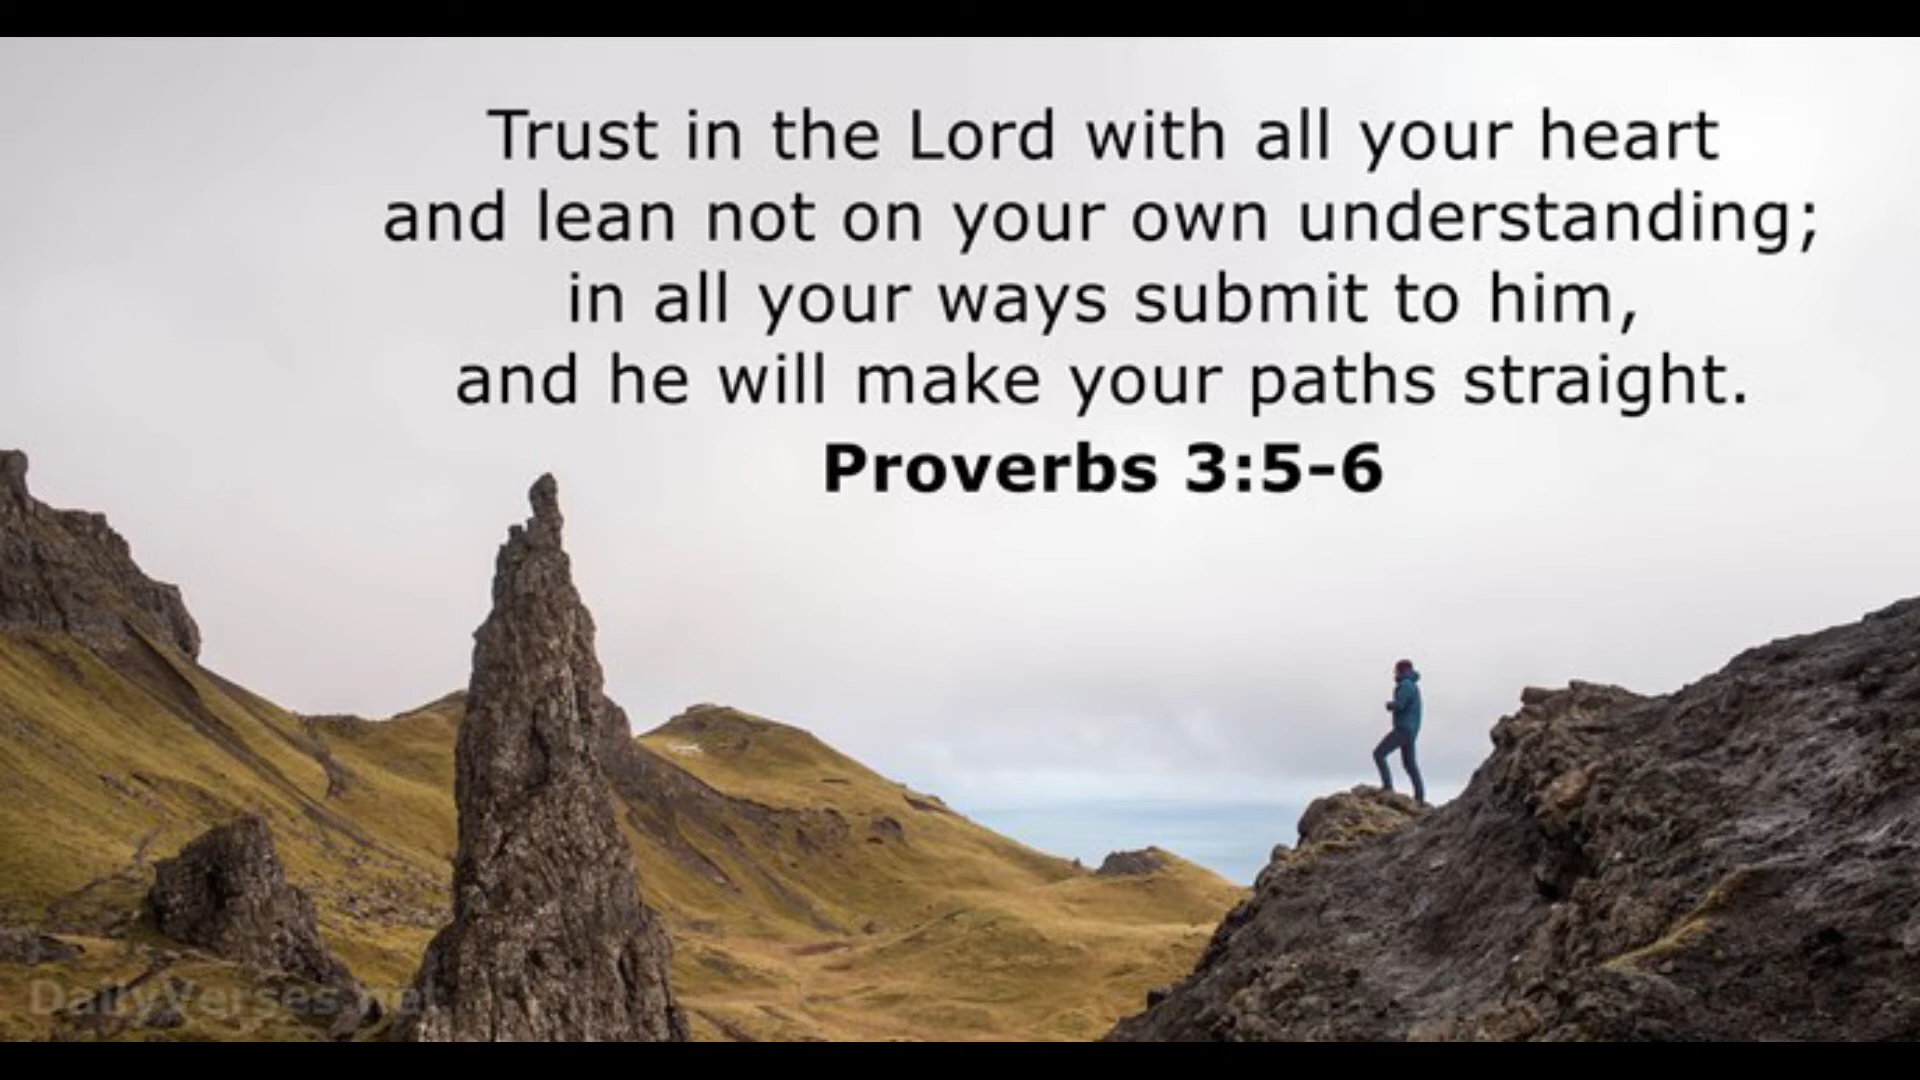 Trust in the Lord with all your heart
and lean not on your own understanding;
in all your ways submit to him,
and he will make your paths straight.
Proverbs 3:5-6
DailyVerses.net